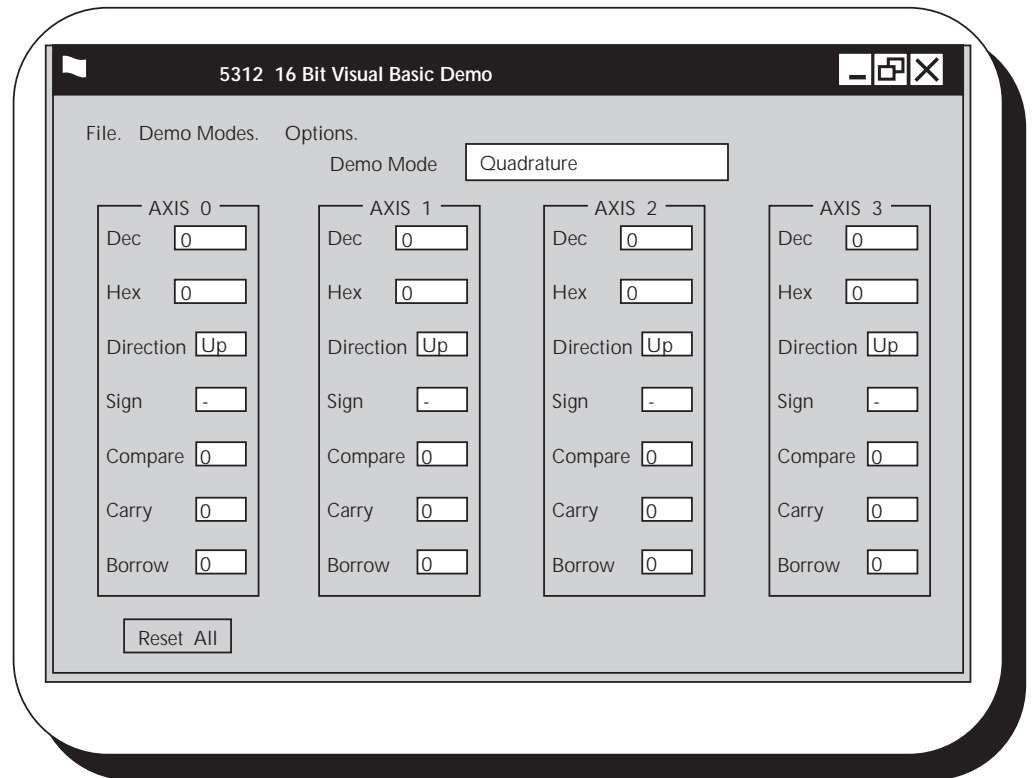 5312 16 Bit Visual Basic Demo
File. Demo Modes. Options.
Demo Mode Quadrature
AXIS 0 AXIS 1 AXIS 2 AXIS 3
Dec 0 Dec 0 Dec 0 Dec 0
Hex 0 Hex 0 Hex 0 Hex 0
Direction Up Direction Up Direction Up Direction Up
Sign - Sign - Sign - Sign -
Compare 0 Compare 0 Compare 0 Compare 0
Carry 0 Carry 0 Carry 0 Carry 0
Borrow 0 Borrow 0 Borrow 0 Borrow 0
Reset All